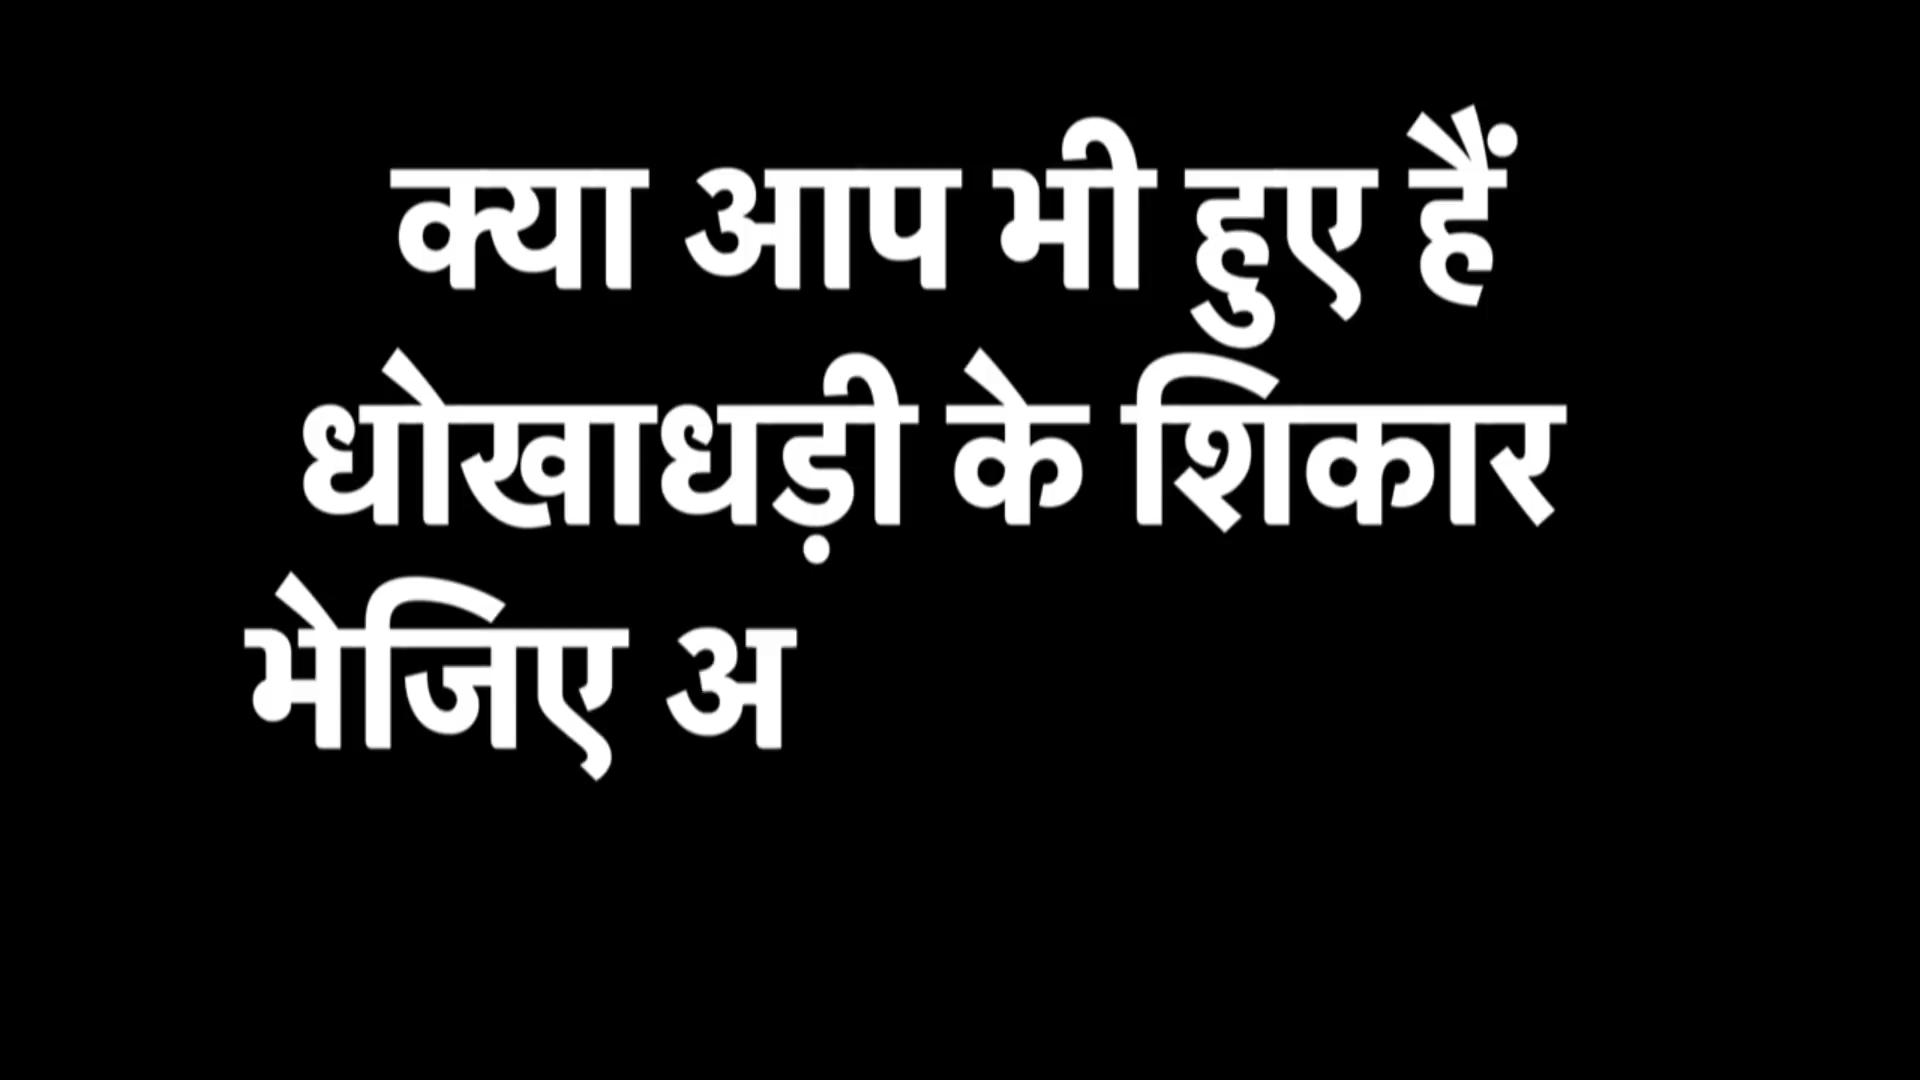 क्या आप भी हुए हैं
धोखाधड़ी के शिकार
भेजिए अ